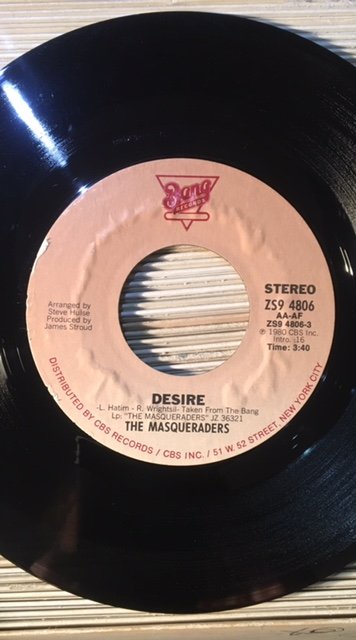 Bang
RECORDS
STEREO
ZS9 4806
AA-AF
ZS9 4806-3
℗ 1980 CBS Inc.
Intro. :16
Time: 3:40
Arranged by
Steve Hulse
Produced by
James Stroud
DESIRE
-L. Hatim - R. Wrightsil- Taken From The Bang
Lp: "THE MASQUERADERS" JZ 36321
THE MASQUERADERS
DISTRIBUTED BY CBS RECORDS / CBS INC. / 51 W. 52 STREET, NEW YORK CITY